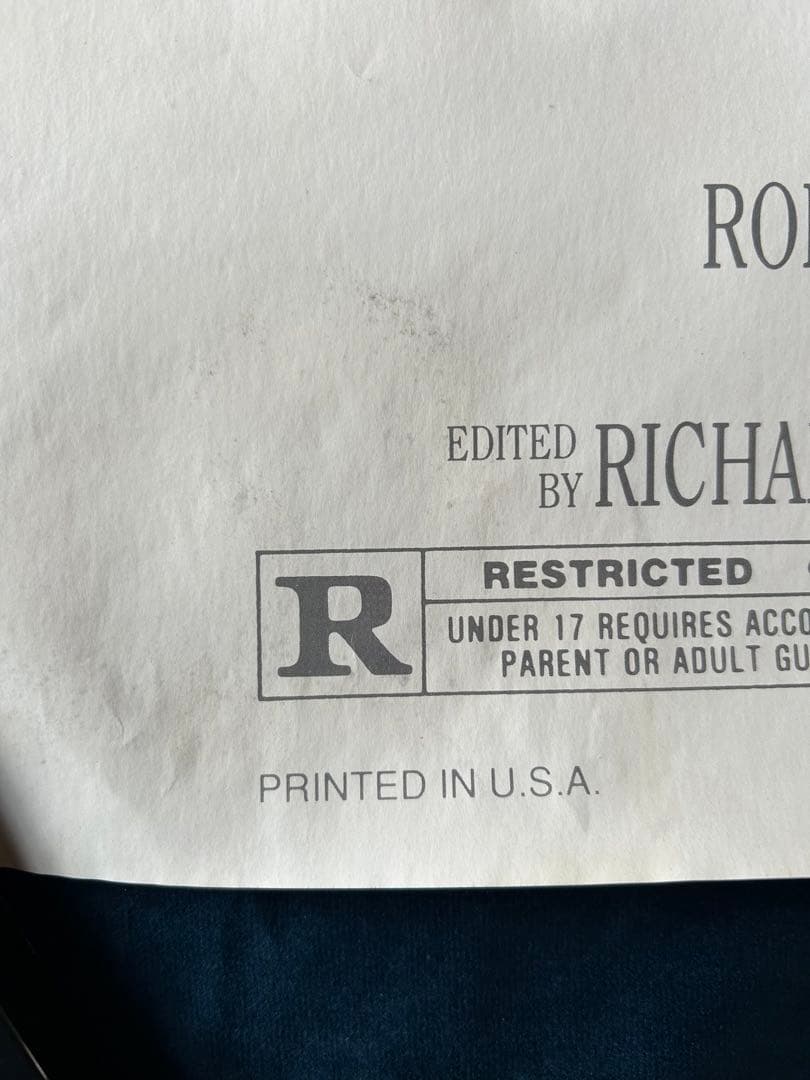 RO
EDITED
BY RICHA
R
RESTRICTED
UNDER 17 REQUIRES ACCO
PARENT OR ADULT GU
PRINTED IN U.S.A.